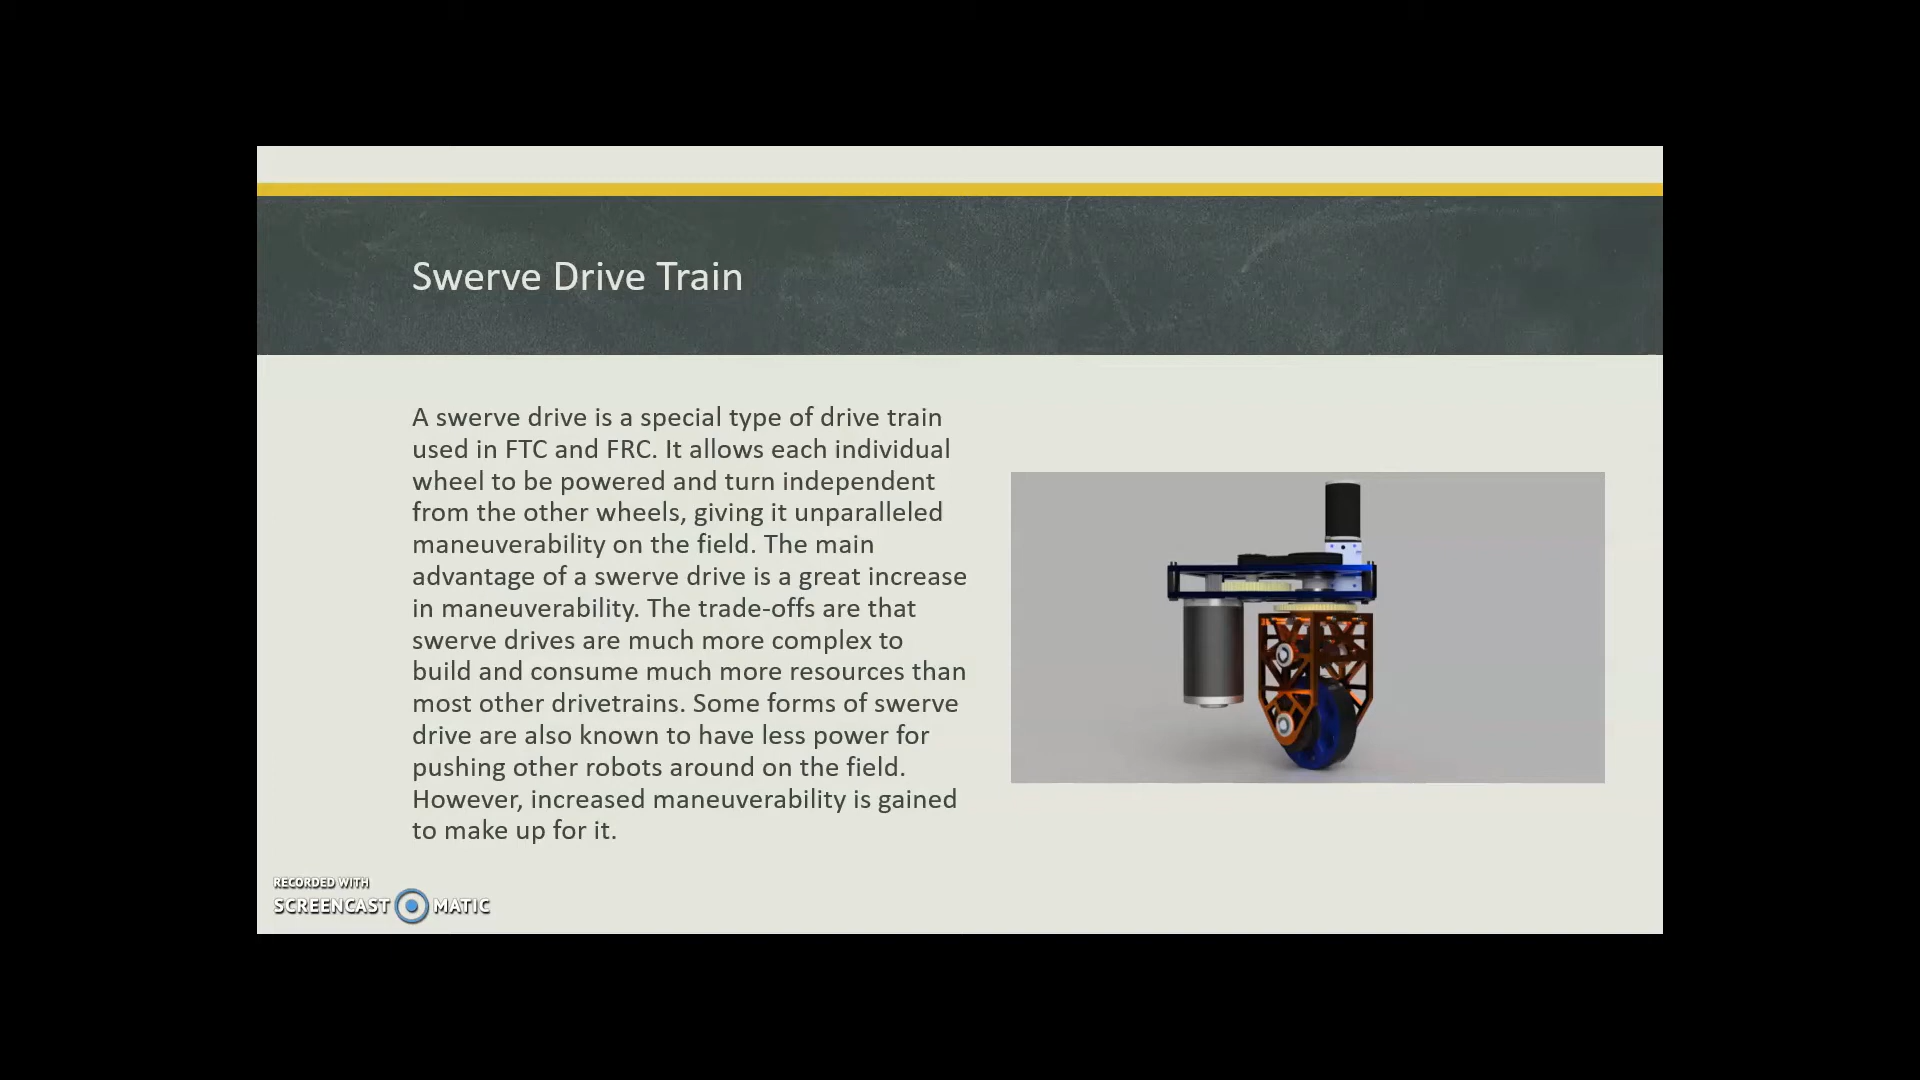 Swerve Drive Train
A swerve drive is a special type of drive train
used in FTC and FRC. It allows each individual
wheel to be powered and turn independent
from the other wheels, giving it unparalleled
maneuverability on the field. The main
advantage of a swerve drive is a great increase
in maneuverability. The trade-offs are that
swerve drives are much more complex to
build and consume much more resources than
most other drivetrains. Some forms of swerve
drive are also known to have less power for
pushing other robots around on the field.
However, increased maneuverability is gained
to make up for it.
RECORDED WITH
SCREENCAST MATIC